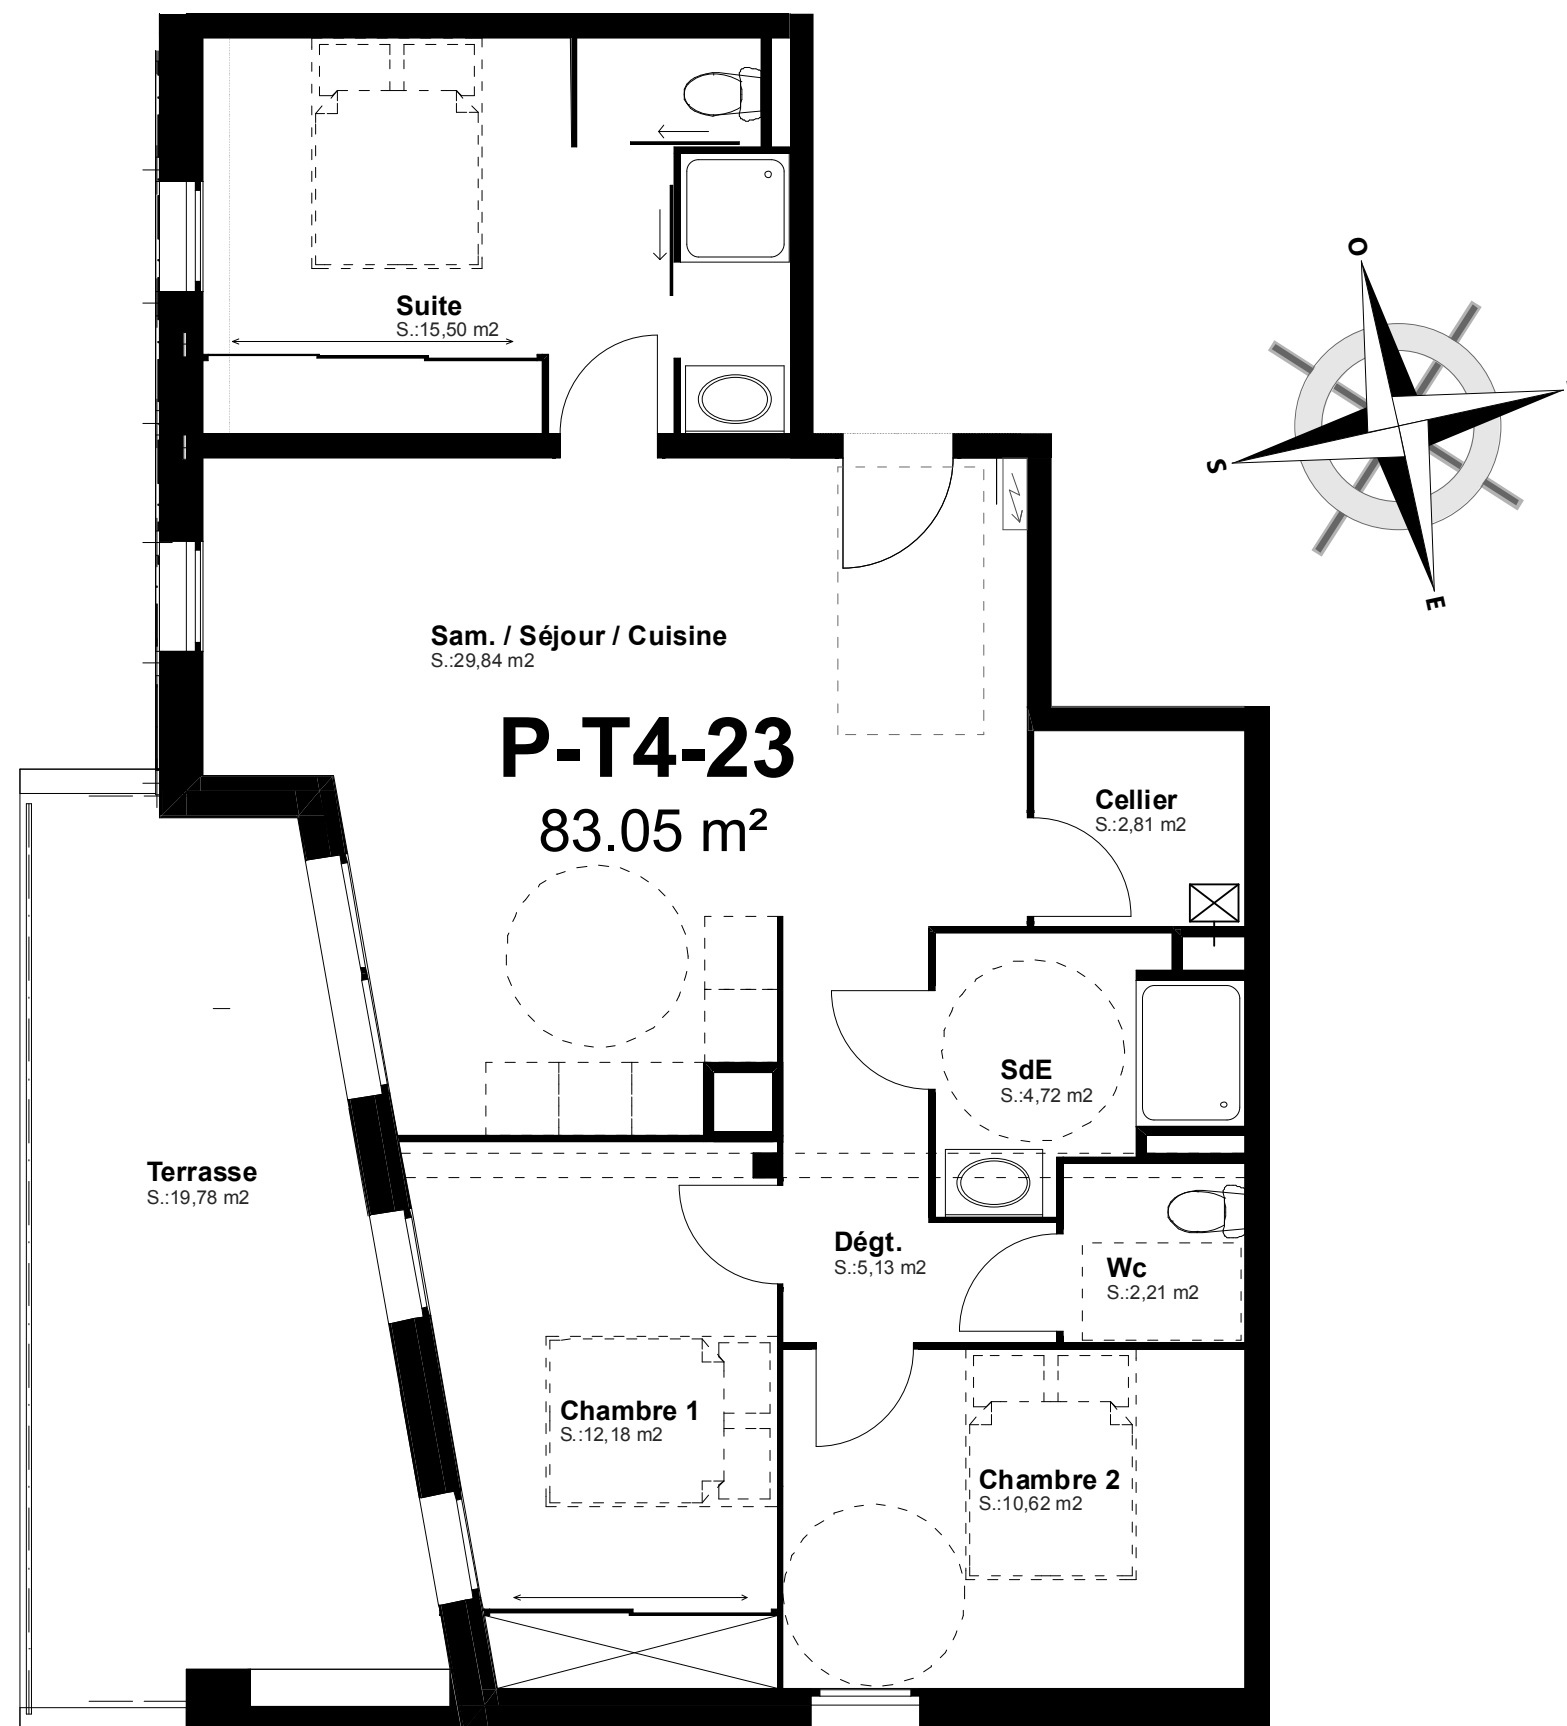 O
S
E
Suite
S.:15,50 m2
Sam. / Séjour / Cuisine
S.:29,84 m2
P-T4-23
83.05 m²
Cellier
S.:2,81 m2
SdE
S.:4,72 m2
Terrasse
S.:19,78 m2
Dégt.
S.:5,13 m2
Wc
S.:2,21 m2
Chambre 1
S.:12,18 m2
Chambre 2
S.:10,62 m2